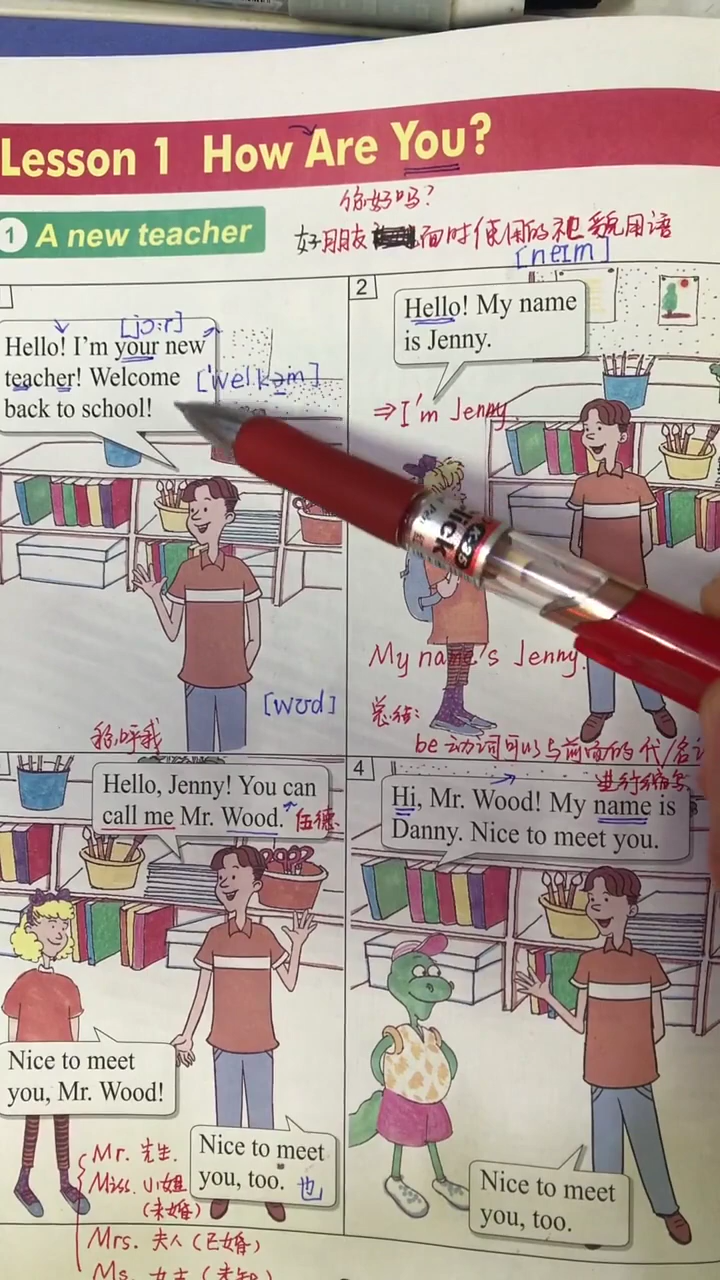 Lesson 1 How Are You?
你好吗?
1 A new teacher
好朋友面时使用的礼貌用语
[neɪm]
2
[jɔ:r]
Hello! I'm your new
teacher! Welcome
['welkəm]
back to school!
Hello! My name
is Jenny.
⇒ I'm Jenny.
My name's Jenny.
[wʊd]
称呼我
总结:
be动词可以与前面的代/名词
进行缩写
Hello, Jenny! You can
call me Mr. Wood.
伍德
4
Hi, Mr. Wood! My name is
Danny. Nice to meet you.
Nice to meet
you, Mr. Wood!
Nice to meet
you, too.
也
Nice to meet
you, too.
Mr. 先生.
Miss. 小姐
(未婚)
Mrs. 夫人 (已婚)
Ms. 女士 (未知)